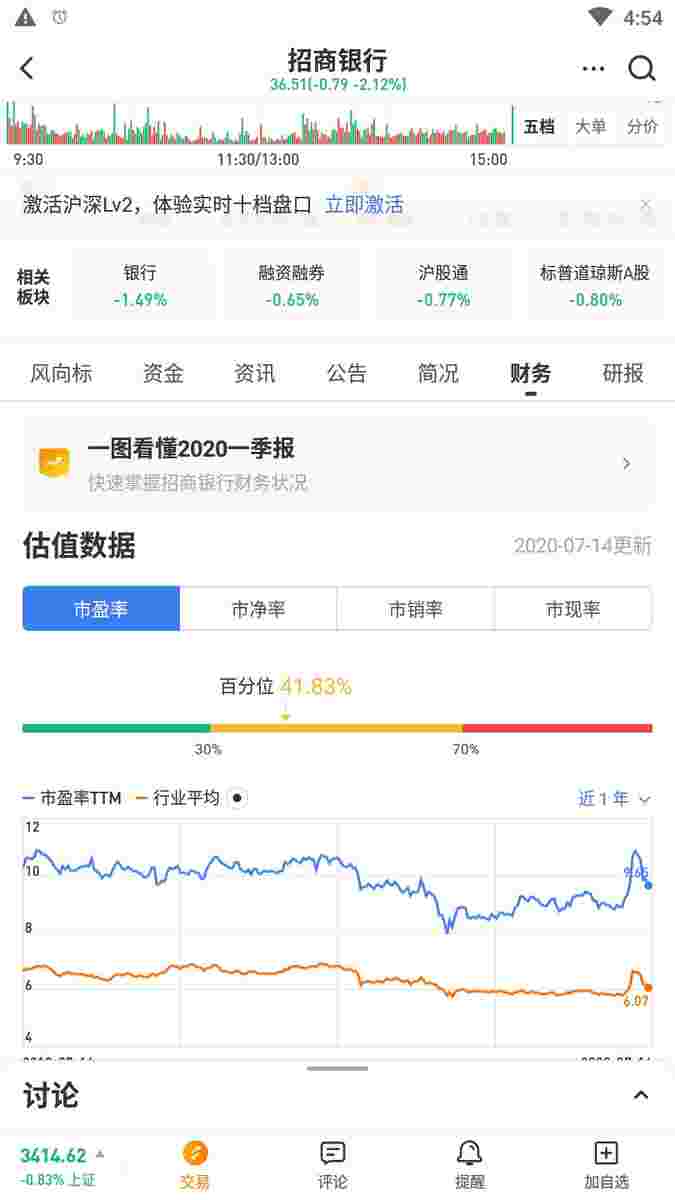 4:54
招商银行
36.51(-0.79 -2.12%)
五档 大单 分价
9:30 11:30/13:00 15:00
激活沪深Lv2，体验实时十档盘口 立即激活
相关板块
银行 融资融券 沪股通 标普道琼斯A股
-1.49% -0.65% -0.77% -0.80%
风向标 资金 资讯 公告 简况 财务 研报
一图看懂2020一季报
快速掌握招商银行财务状况
估值数据 2020-07-14更新
市盈率 市净率 市销率 市现率
百分位 41.83%
30% 70%
市盈率TTM 行业平均 近1年
12
10
9.65
8
6
6.07
4
讨论
3414.62
-0.83% 上证
交易 评论 提醒 加自选